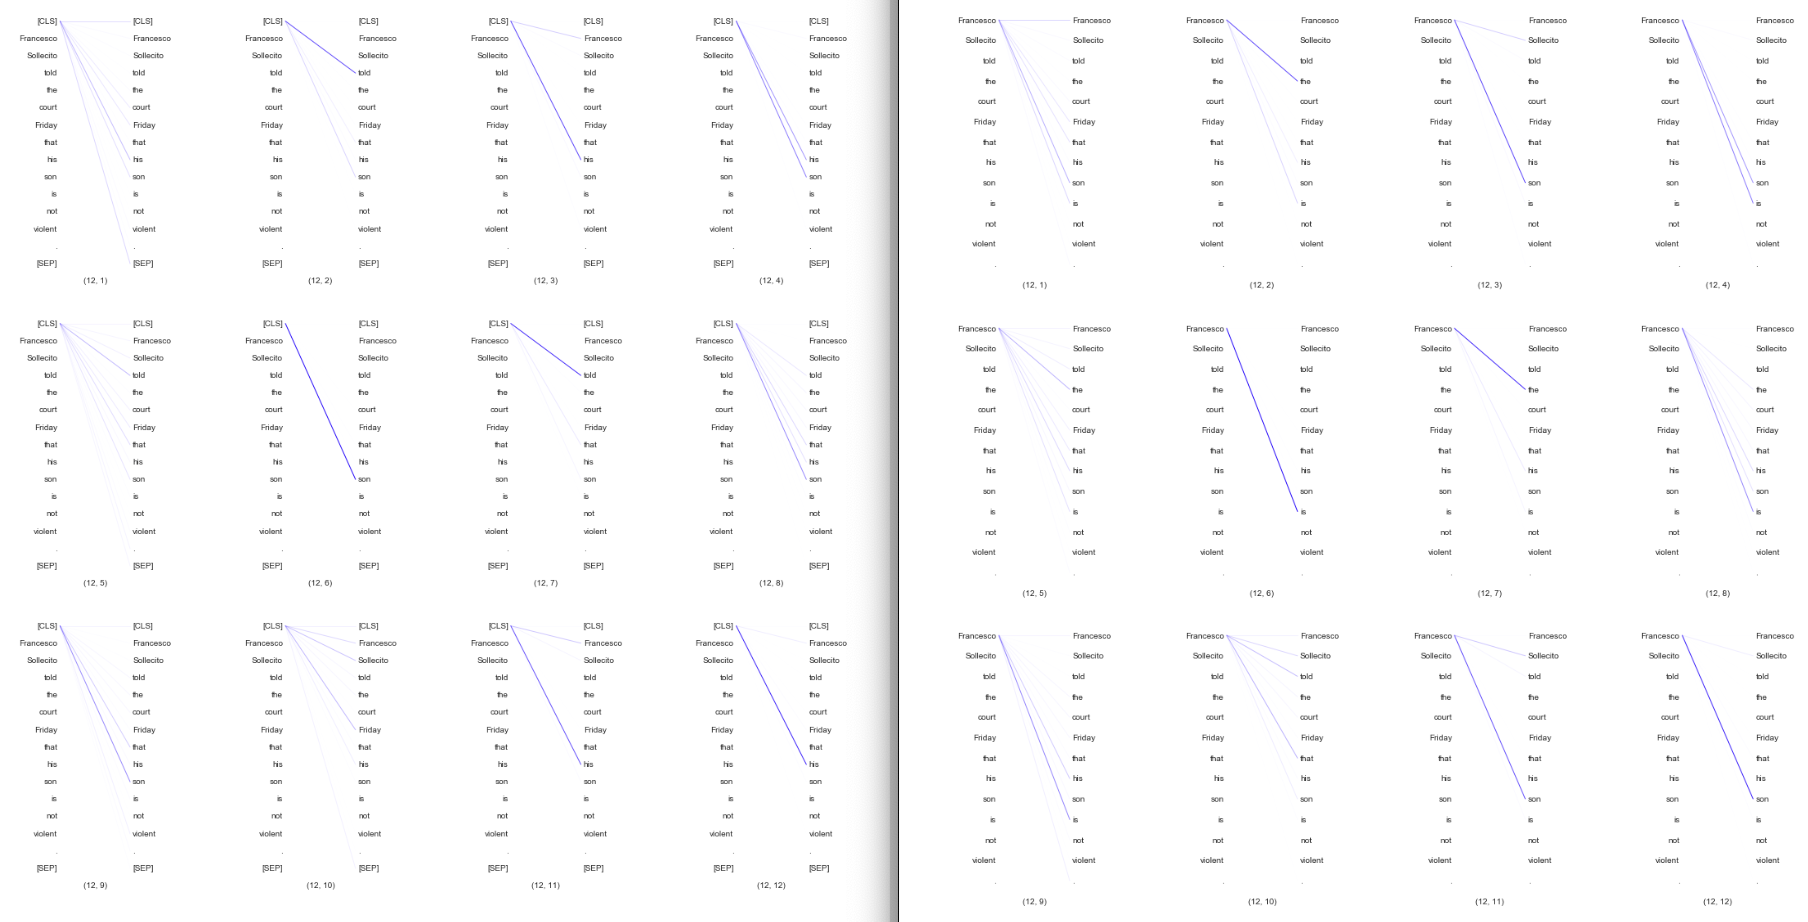 [CLS] [CLS] [CLS] [CLS] [CLS] [CLS] [CLS] [CLS]
Francesco Francesco Francesco Francesco Francesco Francesco Francesco Francesco
Sollecito Sollecito Sollecito Sollecito Sollecito Sollecito Sollecito Sollecito
told told told told told told told told
the the the the the the the the
court court court court court court court court
Friday Friday Friday Friday Friday Friday Friday Friday
that that that that that that that that
his his his his his his his his
son son son son son son son son
is is is is is is is is
not not not not not not not not
violent violent violent violent violent violent violent violent
. . . . . . . .
[SEP] [SEP] [SEP] [SEP] [SEP] [SEP] [SEP] [SEP]
(12, 1) (12, 2) (12, 3) (12, 4)
[CLS] [CLS] [CLS] [CLS] [CLS] [CLS] [CLS] [CLS]
Francesco Francesco Francesco Francesco Francesco Francesco Francesco Francesco
Sollecito Sollecito Sollecito Sollecito Sollecito Sollecito Sollecito Sollecito
told told told told told told told told
the the the the the the the the
court court court court court court court court
Friday Friday Friday Friday Friday Friday Friday Friday
that that that that that that that that
his his his his his his his his
son son son son son son son son
is is is is is is is is
not not not not not not not not
violent violent violent violent violent violent violent violent
. . . . . . . .
[SEP] [SEP] [SEP] [SEP] [SEP] [SEP] [SEP] [SEP]
(12, 5) (12, 6) (12, 7) (12, 8)
[CLS] [CLS] [CLS] [CLS] [CLS] [CLS] [CLS] [CLS]
Francesco Francesco Francesco Francesco Francesco Francesco Francesco Francesco
Sollecito Sollecito Sollecito Sollecito Sollecito Sollecito Sollecito Sollecito
told told told told told told told told
the the the the the the the the
court court court court court court court court
Friday Friday Friday Friday Friday Friday Friday Friday
that that that that that that that that
his his his his his his his his
son son son son son son son son
is is is is is is is is
not not not not not not not not
violent violent violent violent violent violent violent violent
. . . . . . . .
[SEP] [SEP] [SEP] [SEP] [SEP] [SEP] [SEP] [SEP]
(12, 9) (12, 10) (12, 11) (12, 12)
Francesco Francesco Francesco Francesco Francesco Francesco Francesco Francesco
Sollecito Sollecito Sollecito Sollecito Sollecito Sollecito Sollecito Sollecito
told told told told told told told told
the the the the the the the the
court court court court court court court court
Friday Friday Friday Friday Friday Friday Friday Friday
that that that that that that that that
his his his his his his his his
son son son son son son son son
is is is is is is is is
not not not not not not not not
violent violent violent violent violent violent violent violent
. . . . . . . .
(12, 1) (12, 2) (12, 3) (12, 4)
Francesco Francesco Francesco Francesco Francesco Francesco Francesco Francesco
Sollecito Sollecito Sollecito Sollecito Sollecito Sollecito Sollecito Sollecito
told told told told told told told told
the the the the the the the the
court court court court court court court court
Friday Friday Friday Friday Friday Friday Friday Friday
that that that that that that that that
his his his his his his his his
son son son son son son son son
is is is is is is is is
not not not not not not not not
violent violent violent violent violent violent violent violent
. . . . . . . .
(12, 5) (12, 6) (12, 7) (12, 8)
Francesco Francesco Francesco Francesco Francesco Francesco Francesco Francesco
Sollecito Sollecito Sollecito Sollecito Sollecito Sollecito Sollecito Sollecito
told told told told told told told told
the the the the the the the the
court court court court court court court court
Friday Friday Friday Friday Friday Friday Friday Friday
that that that that that that that that
his his his his his his his his
son son son son son son son son
is is is is is is is is
not not not not not not not not
violent violent violent violent violent violent violent violent
. . . . . . . .
(12, 9) (12, 10) (12, 11) (12, 12)